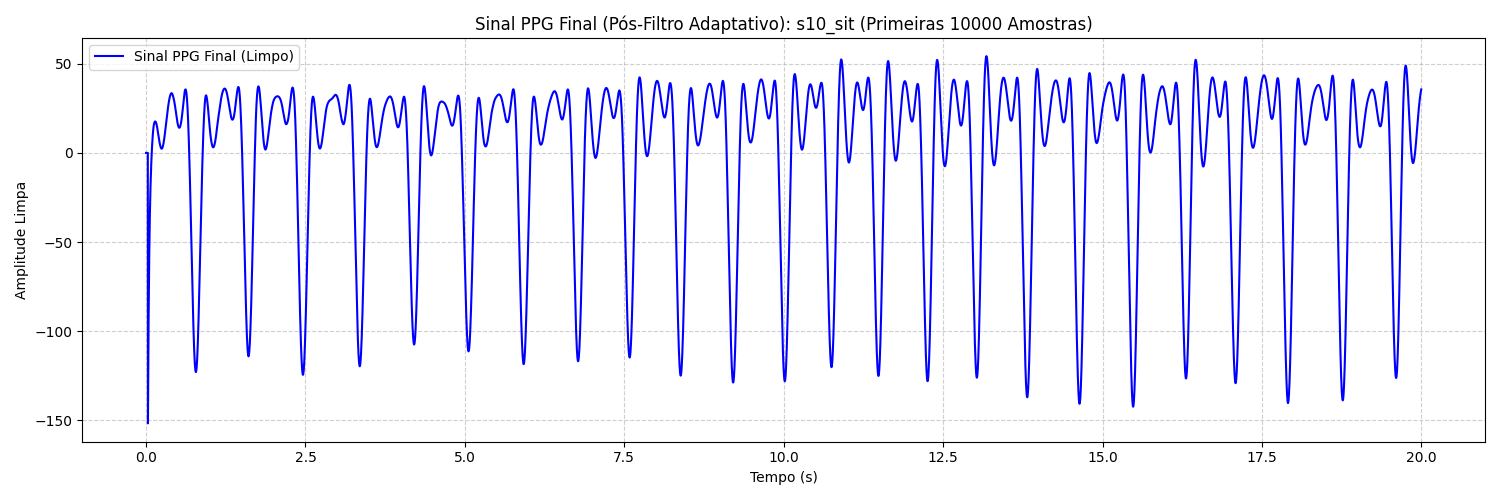 Sinal PPG Final (Pós-Filtro Adaptativo): s10_sit (Primeiras 10000 Amostras)
Sinal PPG Final (Limpo)
Amplitude Limpa
50
0
−50
−100
−150
0.0 2.5 5.0 7.5 10.0 12.5 15.0 17.5 20.0
Tempo (s)